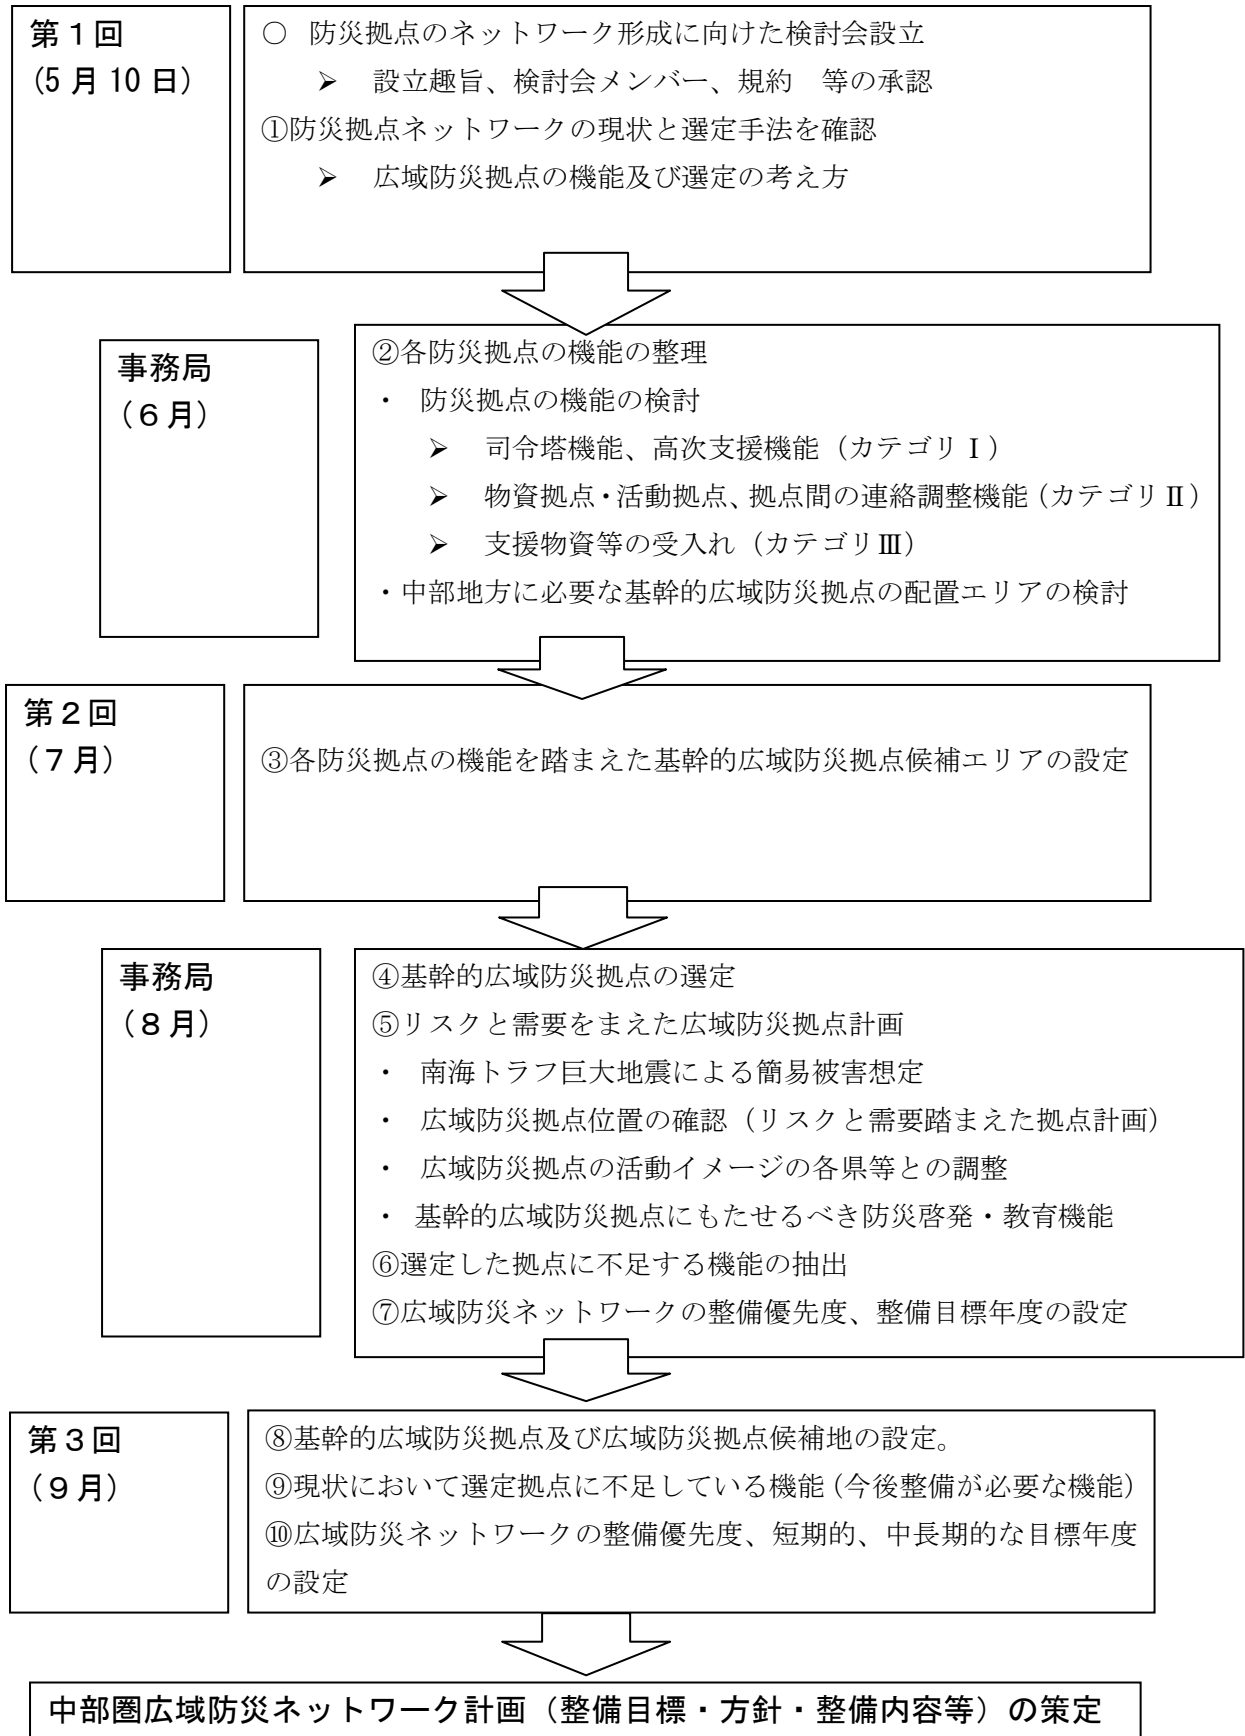 第１回
(5月10日)
○ 防災拠点のネットワーク形成に向けた検討会設立
➢ 設立趣旨、検討会メンバー、規約　等の承認
①防災拠点ネットワークの現状と選定手法を確認
➢ 広域防災拠点の機能及び選定の考え方
事務局
（６月）
②各防災拠点の機能の整理
・ 防災拠点の機能の検討
➢ 司令塔機能、高次支援機能（カテゴリⅠ）
➢ 物資拠点・活動拠点、拠点間の連絡調整機能（カテゴリⅡ）
➢ 支援物資等の受入れ（カテゴリⅢ）
・中部地方に必要な基幹的広域防災拠点の配置エリアの検討
第２回
（７月）
③各防災拠点の機能を踏まえた基幹的広域防災拠点候補エリアの設定
事務局
（８月）
④基幹的広域防災拠点の選定
⑤リスクと需要をまえた広域防災拠点計画
・ 南海トラフ巨大地震による簡易被害想定
・ 広域防災拠点位置の確認（リスクと需要踏まえた拠点計画）
・ 広域防災拠点の活動イメージの各県等との調整
・ 基幹的広域防災拠点にもたせるべき防災啓発・教育機能
⑥選定した拠点に不足する機能の抽出
⑦広域防災ネットワークの整備優先度、整備目標年度の設定
第３回
（９月）
⑧基幹的広域防災拠点及び広域防災拠点候補地の設定。
⑨現状において選定拠点に不足している機能（今後整備が必要な機能）
⑩広域防災ネットワークの整備優先度、短期的、中長期的な目標年度
の設定
中部圏広域防災ネットワーク計画（整備目標・方針・整備内容等）の策定